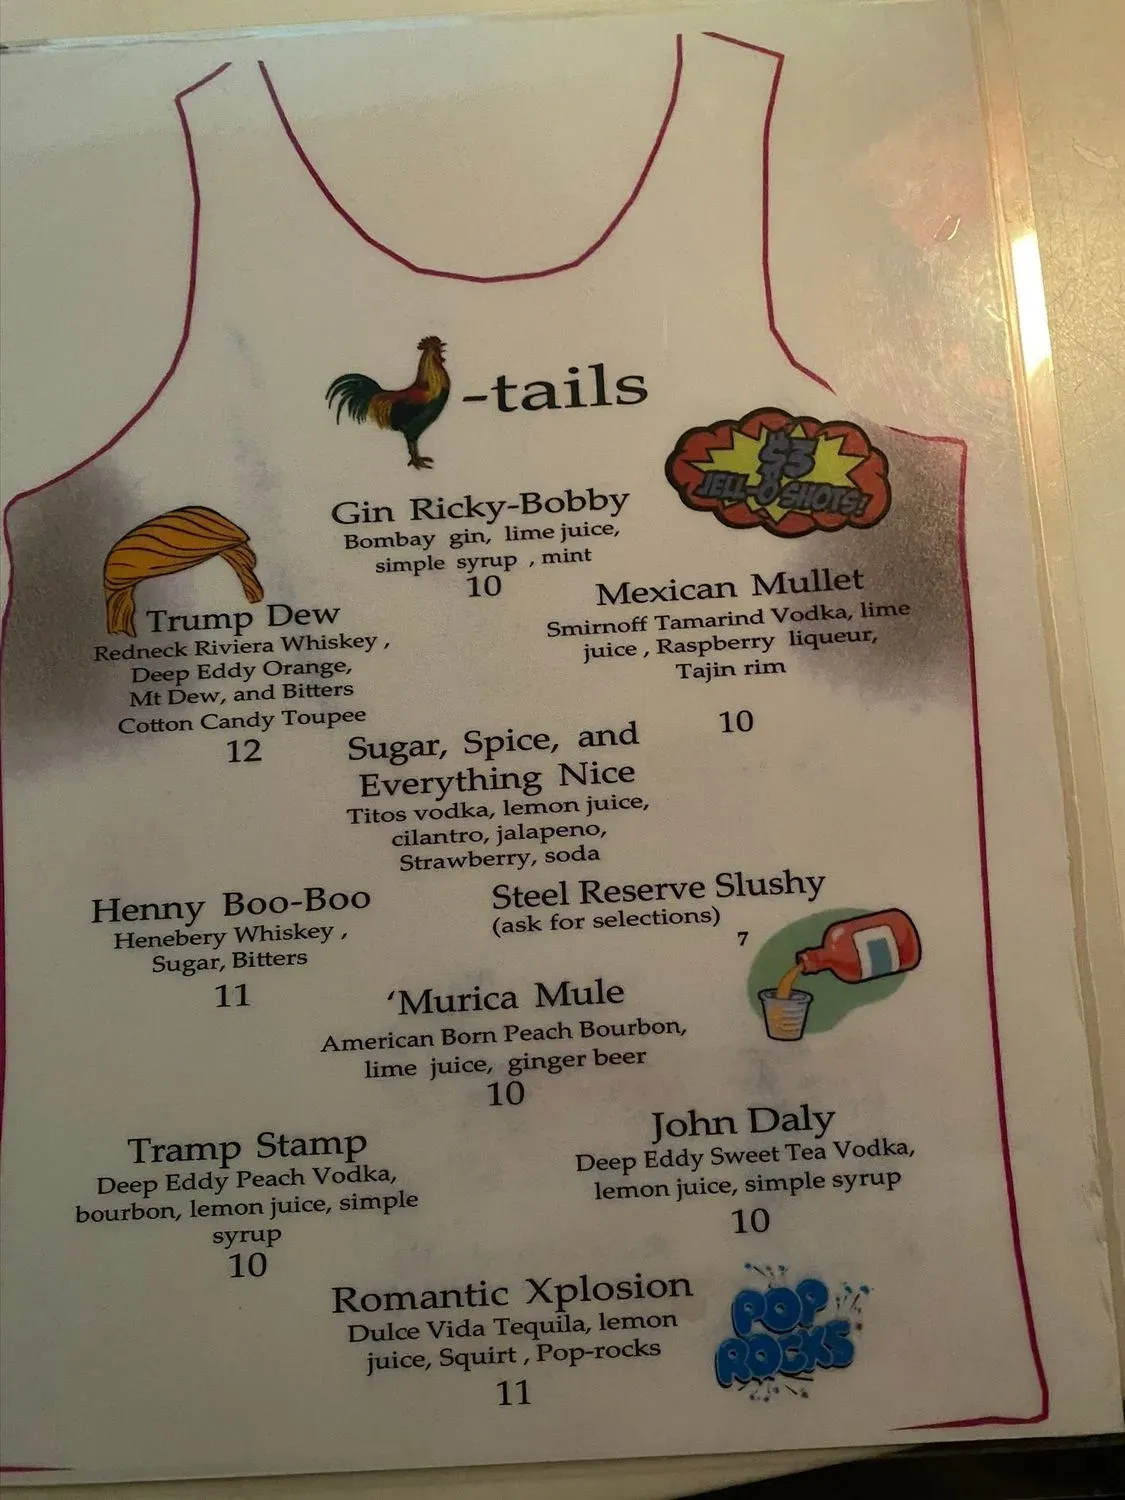 -tails
$3
JELL-O SHOTS!
Gin Ricky-Bobby
Bombay gin, lime juice,
simple syrup , mint
10
Trump Dew
Redneck Riviera Whiskey ,
Deep Eddy Orange,
Mt Dew, and Bitters
Cotton Candy Toupee
12
Mexican Mullet
Smirnoff Tamarind Vodka, lime
juice , Raspberry liqueur,
Tajin rim
10
Sugar, Spice, and
Everything Nice
Titos vodka, lemon juice,
cilantro, jalapeno,
Strawberry, soda
Henny Boo-Boo
Henebery Whiskey ,
Sugar, Bitters
11
Steel Reserve Slushy
(ask for selections)
7
'Murica Mule
American Born Peach Bourbon,
lime juice, ginger beer
10
Tramp Stamp
Deep Eddy Peach Vodka,
bourbon, lemon juice, simple
syrup
10
John Daly
Deep Eddy Sweet Tea Vodka,
lemon juice, simple syrup
10
Romantic Xplosion
Dulce Vida Tequila, lemon
juice, Squirt , Pop-rocks
11
POP
ROCKS